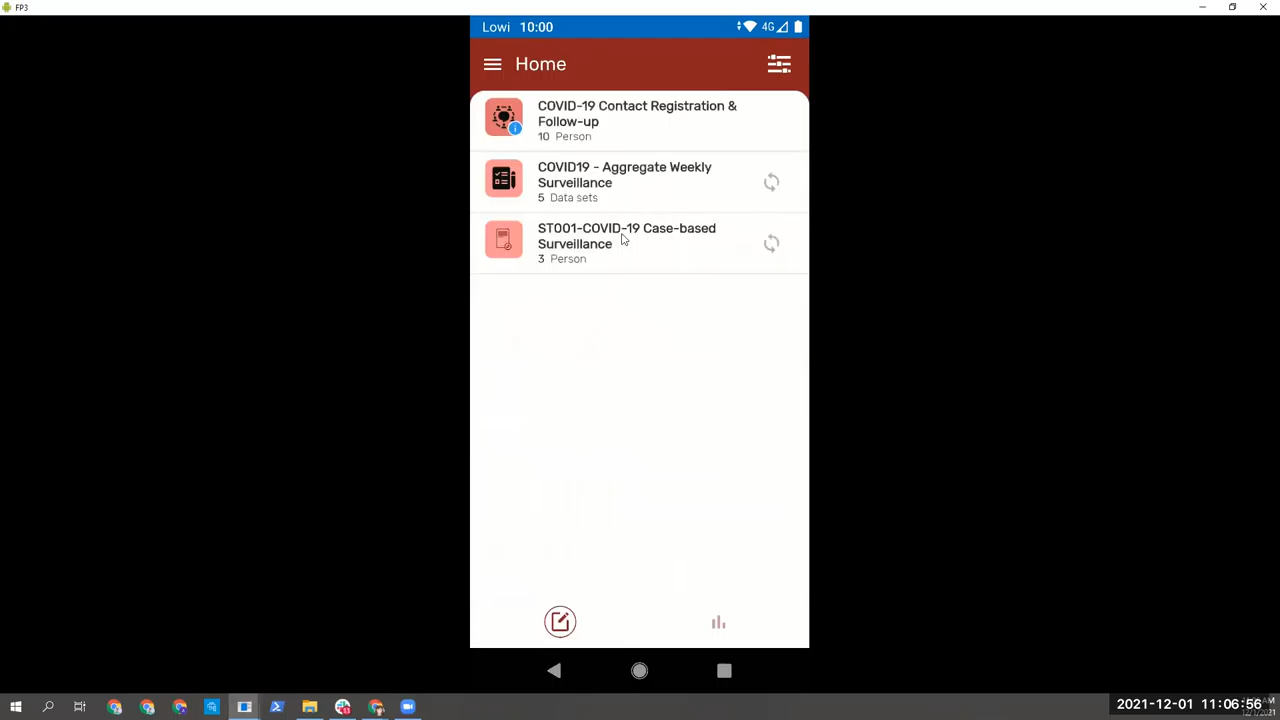 FP3
Lowi 10:00
4G
Home
COVID-19 Contact Registration &
Follow-up
10 Person
COVID19 - Aggregate Weekly
Surveillance
5 Data sets
ST001-COVID-19 Case-based
Surveillance
3 Person
2021-12-01 11:06:56